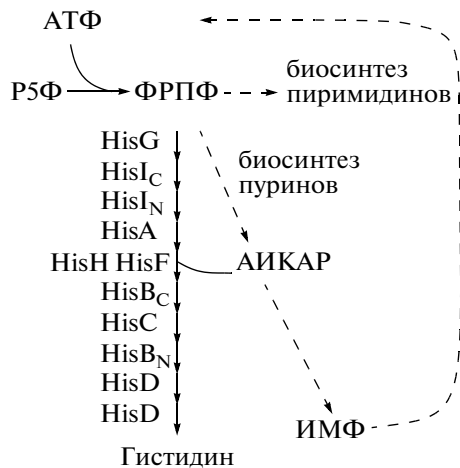 АТФ
Р5Ф ФРПФ биосинтез
пиримидинов
HisG
HisI_C
HisI_N
HisA
HisH HisF
HisB_C
HisC
HisB_N
HisD
HisD
Гистидин
биосинтез
пуринов
АИКАР
ИМФ